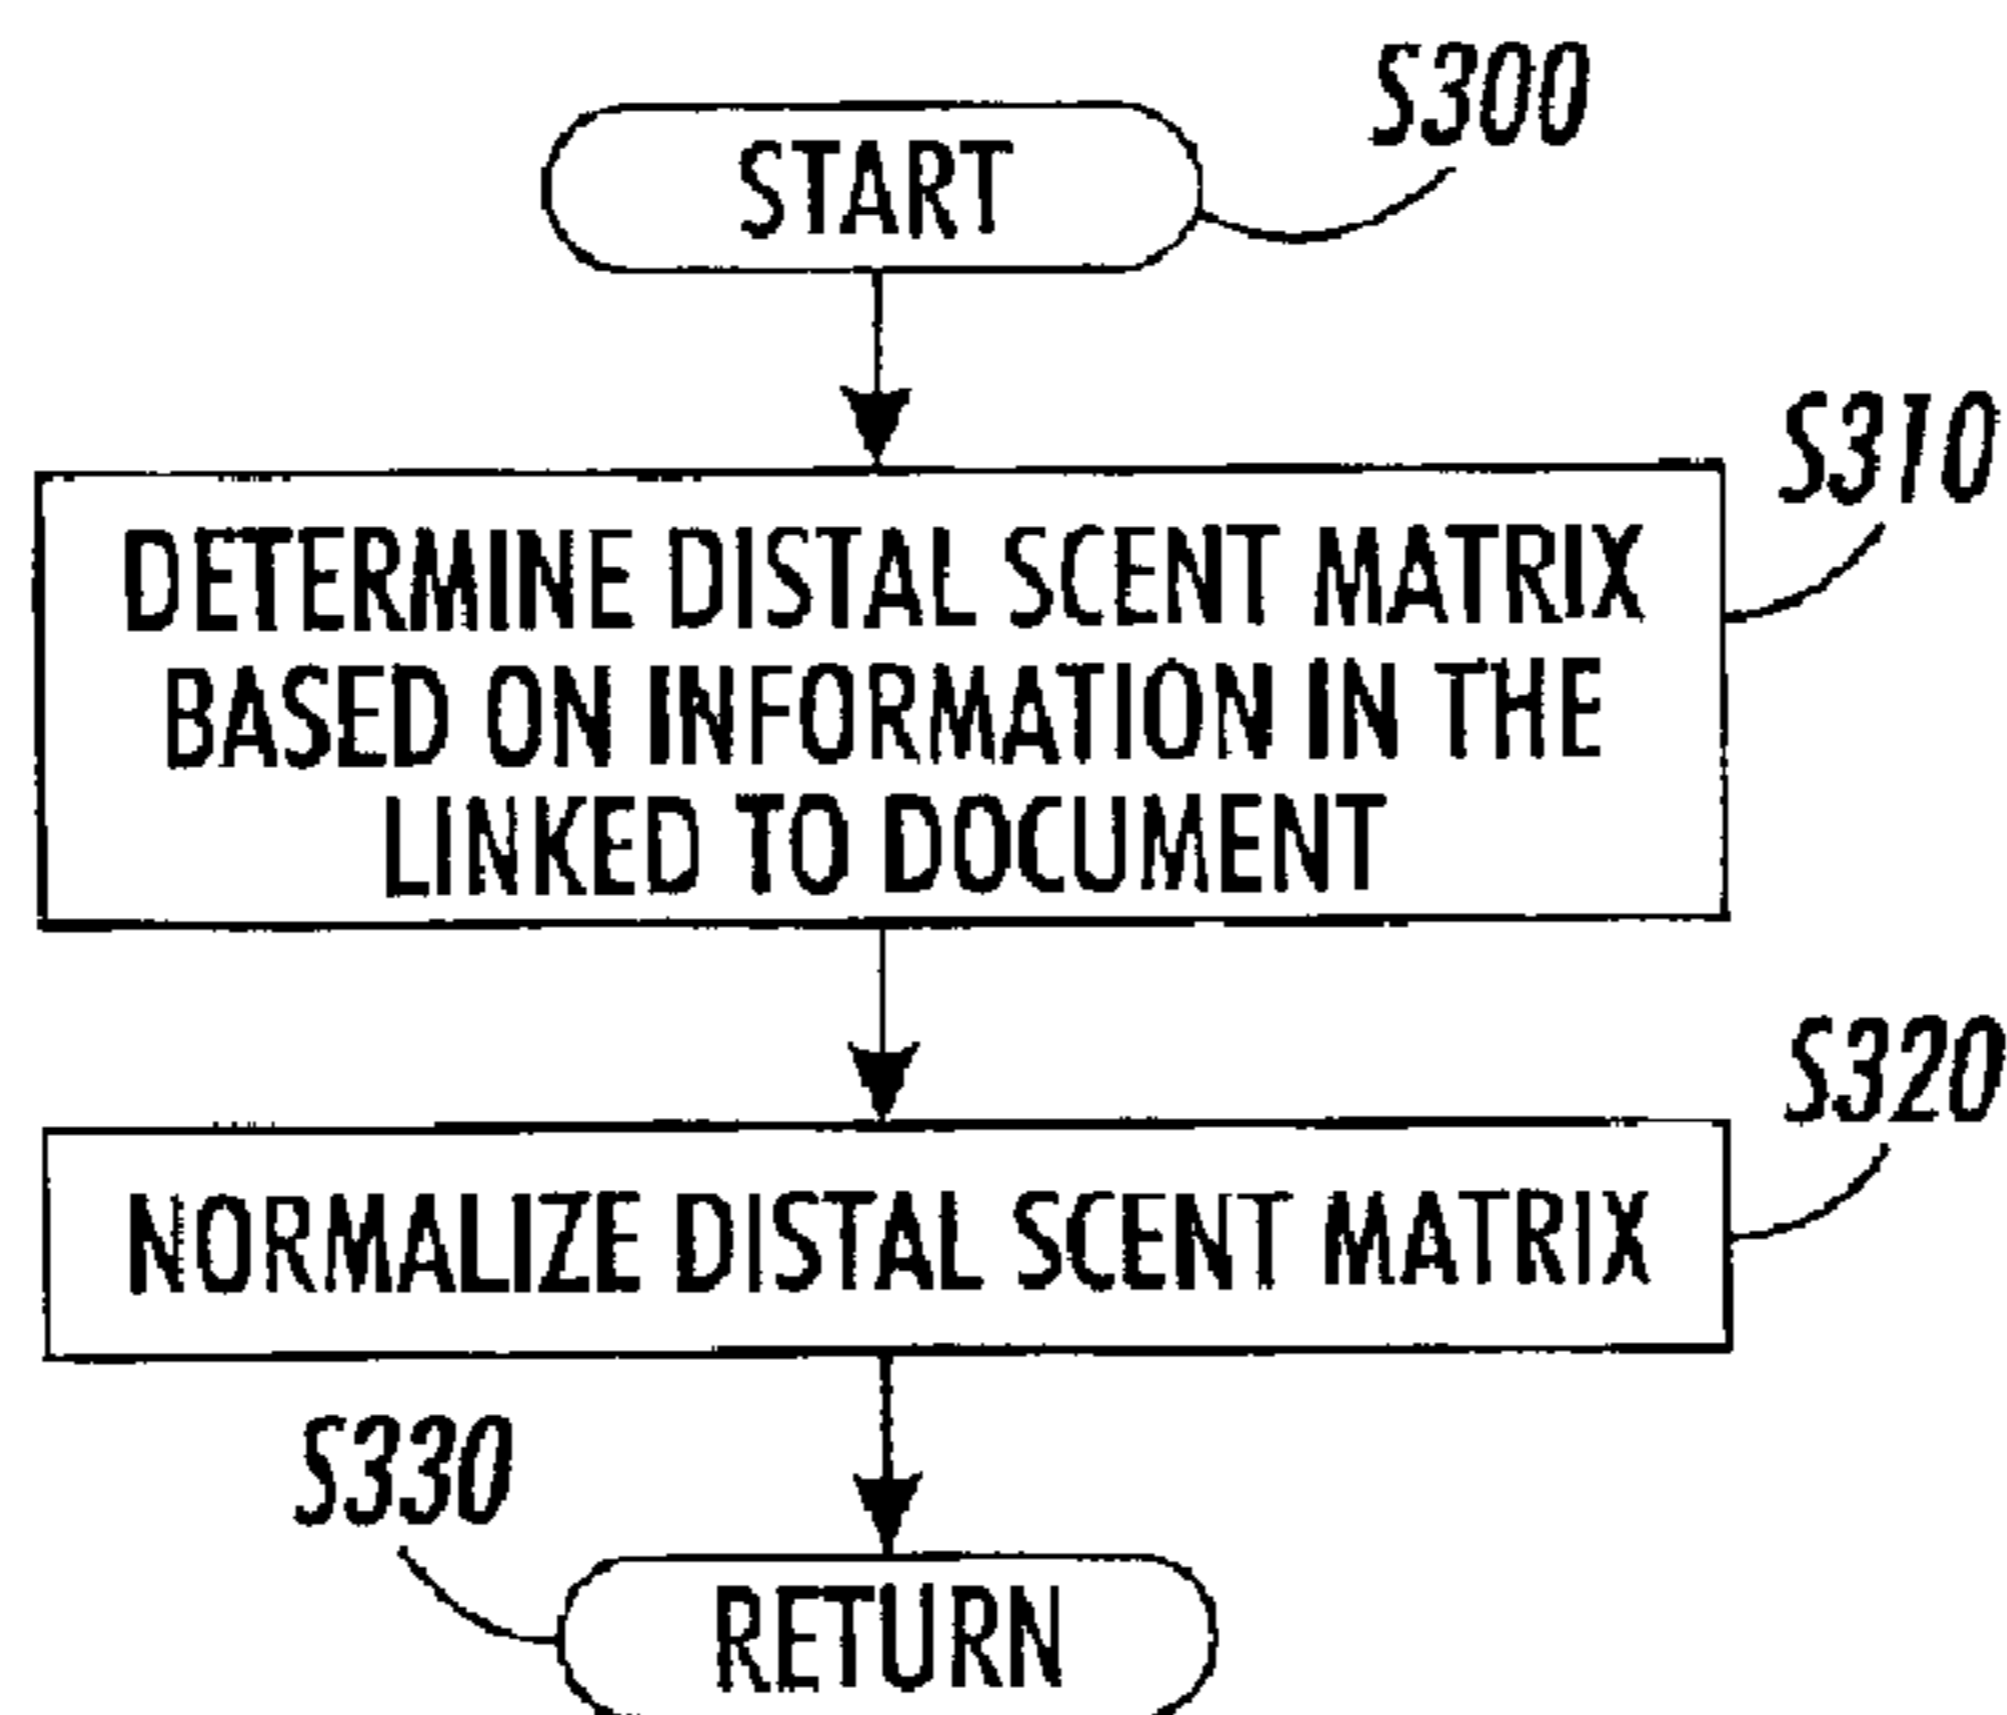 S300
START
S310
DETERMINE DISTAL SCENT MATRIX
BASED ON INFORMATION IN THE
LINKED TO DOCUMENT
S320
NORMALIZE DISTAL SCENT MATRIX
S330
RETURN